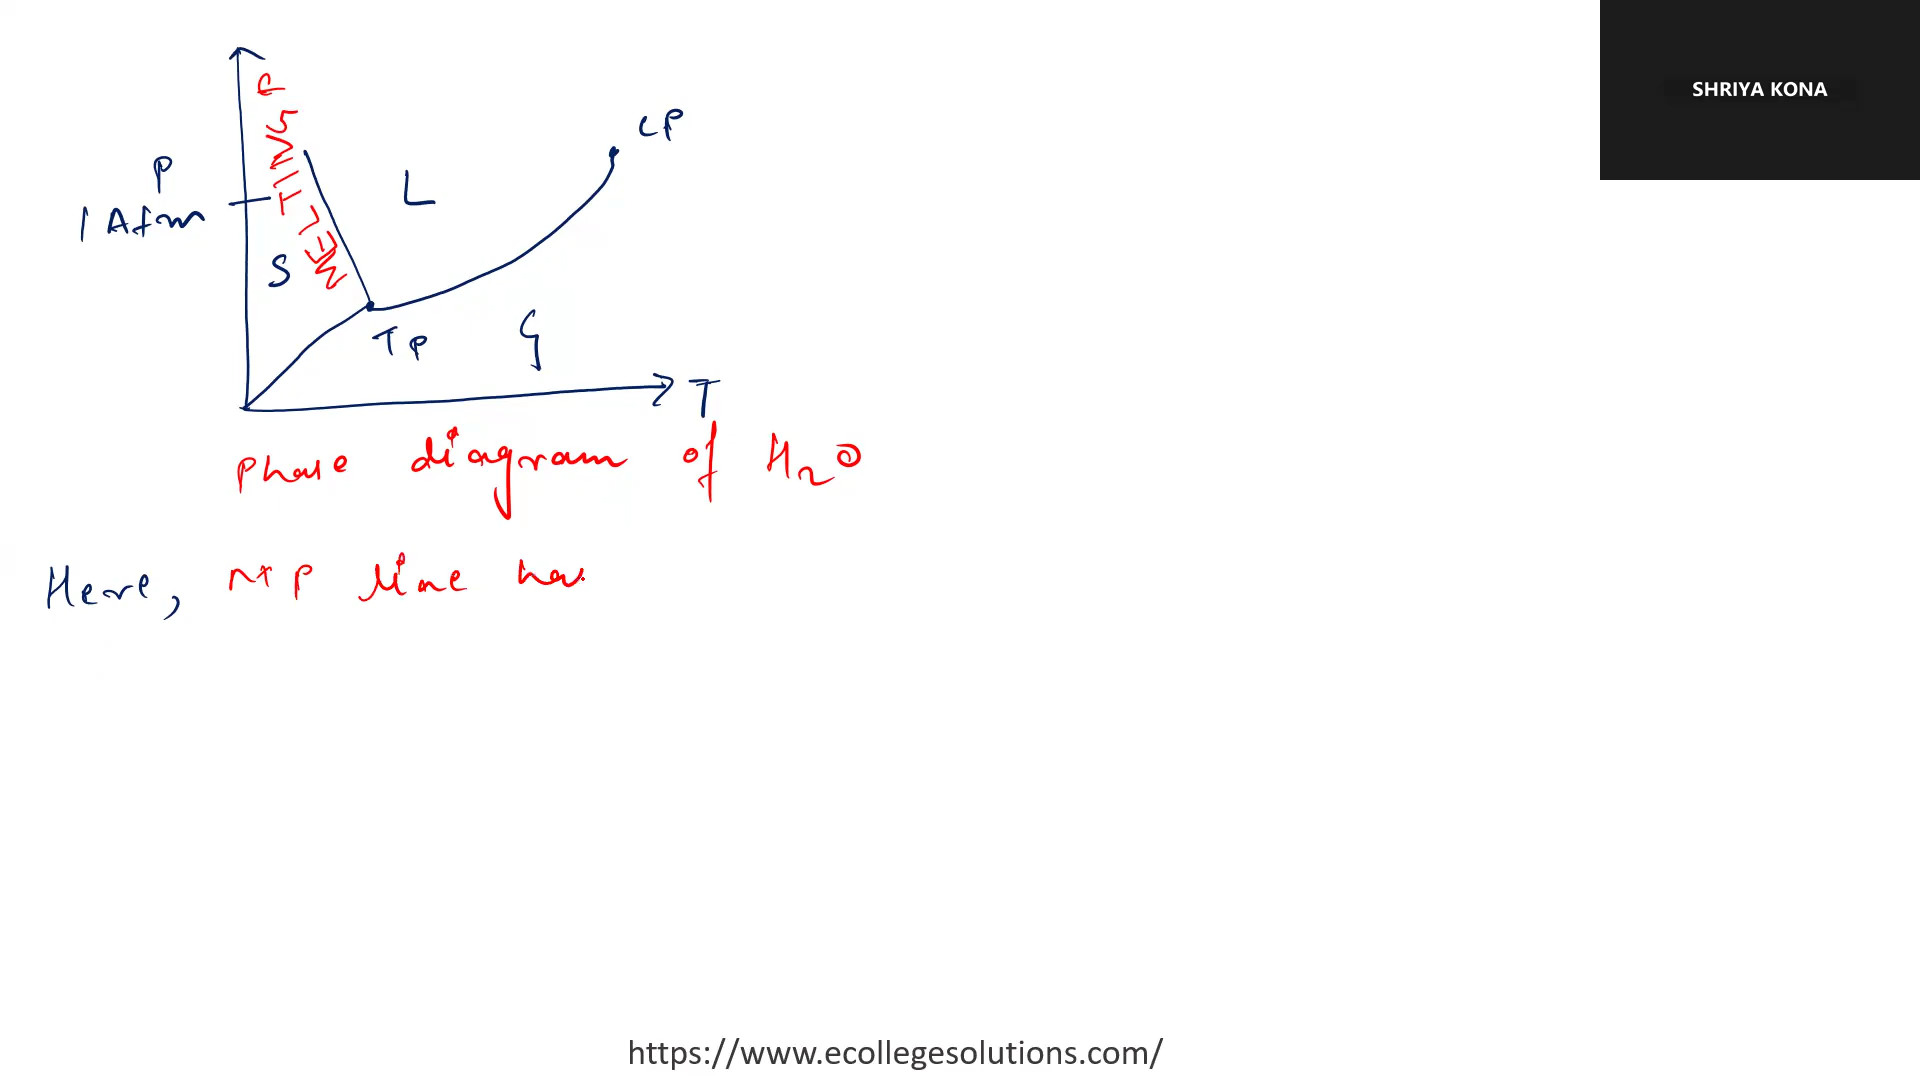 SHRIYA KONA
P
1 Atm
MELTING P
L
CP
S
TP
G
T
Phase diagram of H2O
Here, MP line has
https://www.ecollegesolutions.com/